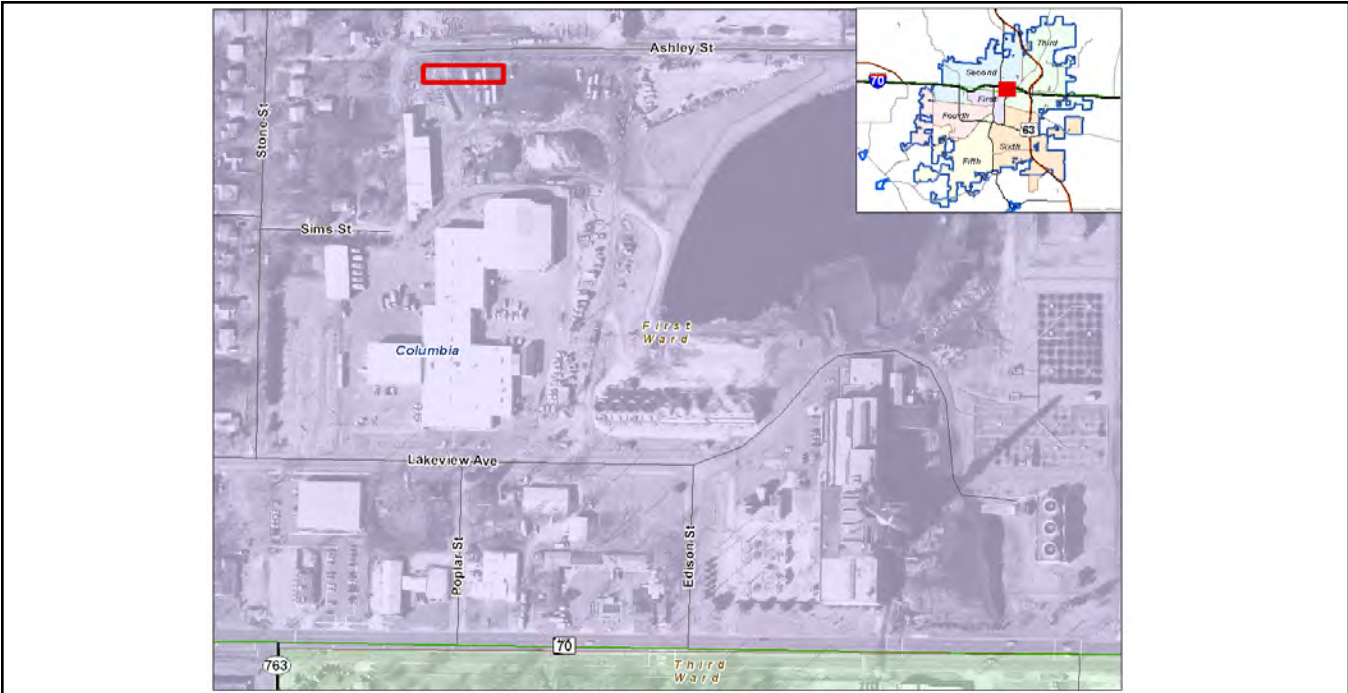 Ashley St
Stone St
Sims St
First
Ward
Columbia
Lakeview Ave
Poplar St
Edison St
70
763
Third
Ward
Third
Second
70
First
Fourth
63
Sixth
Fifth